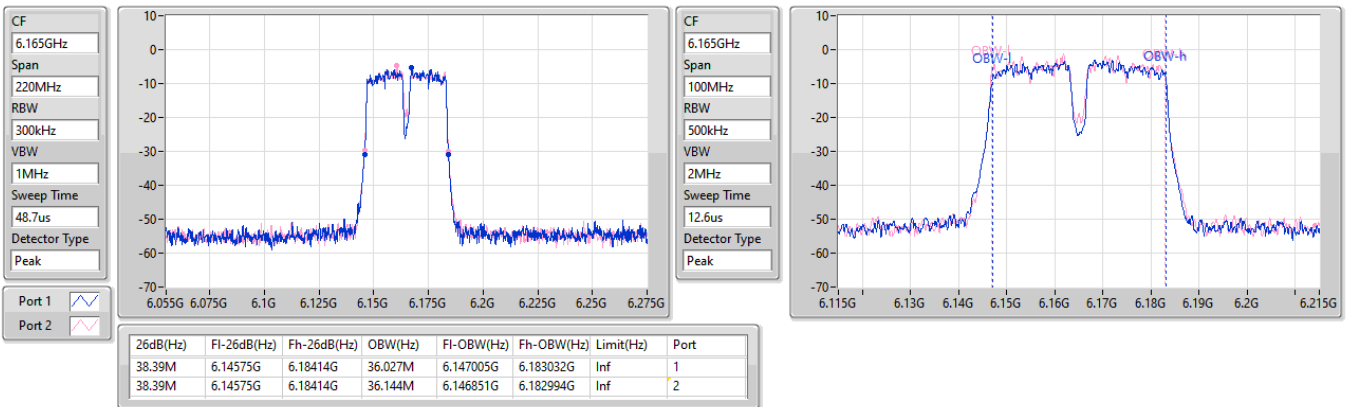 CF
6.165GHz
Span
220MHz
RBW
300kHz
VBW
1MHz
Sweep Time
48.7us
Detector Type
Peak
Port 1
Port 2
10
0
-10
-20
-30
-40
-50
-60
-70
6.055G 6.075G 6.1G 6.125G 6.15G 6.175G 6.2G 6.225G 6.25G 6.275G
CF
6.165GHz
Span
100MHz
RBW
500kHz
VBW
2MHz
Sweep Time
12.6us
Detector Type
Peak
10
0
-10
-20
-30
-40
-50
-60
-70
OBW-l
OBW-l
OBW-h
6.115G 6.13G 6.14G 6.15G 6.16G 6.17G 6.18G 6.19G 6.2G 6.215G
26dB(Hz) Fl-26dB(Hz) Fh-26dB(Hz) OBW(Hz) Fl-OBW(Hz) Fh-OBW(Hz) Limit(Hz) Port
38.39M 6.14575G 6.18414G 36.027M 6.147005G 6.183032G Inf 1
38.39M 6.14575G 6.18414G 36.144M 6.146851G 6.182994G Inf 2